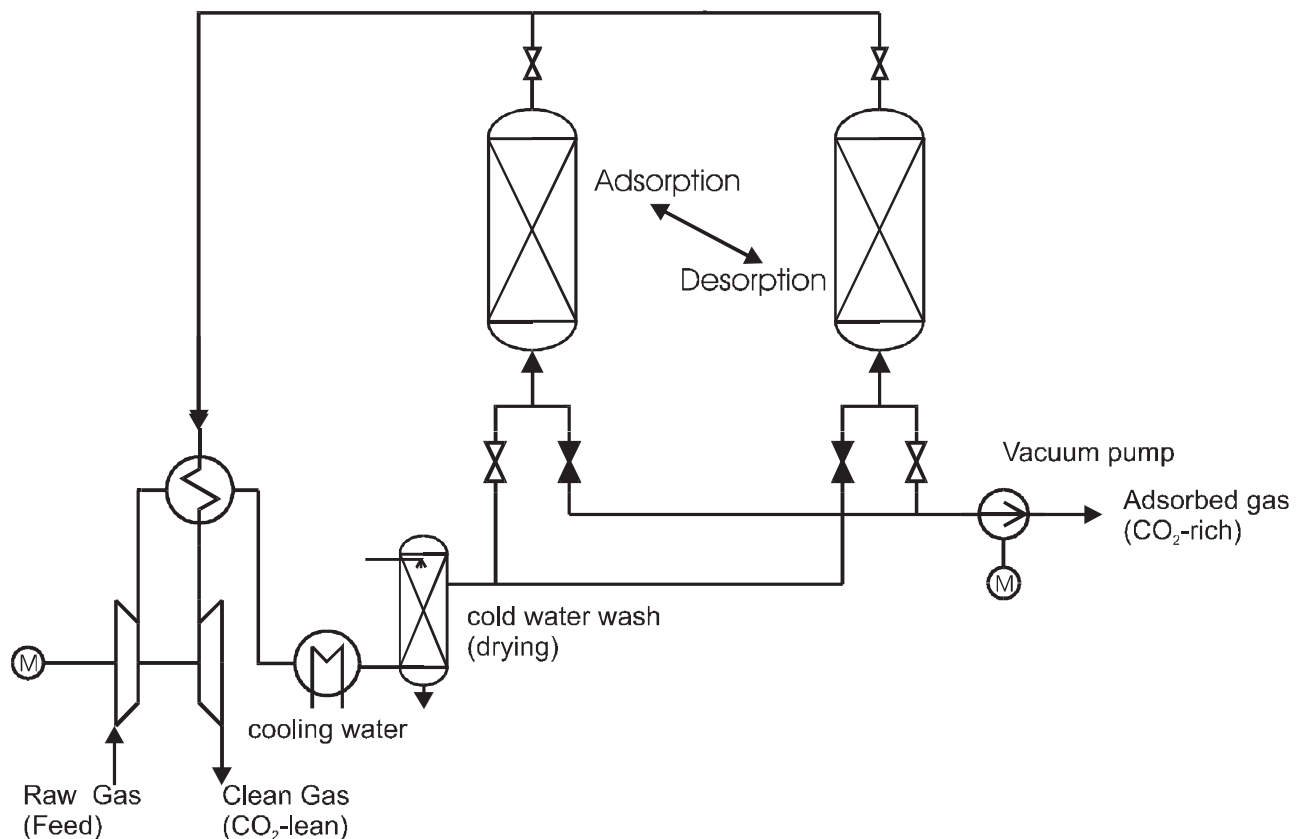 Adsorption
Desorption
Vacuum pump
Adsorbed gas
(CO₂-rich)
M
cold water wash
(drying)
M
cooling water
Raw Gas
(Feed)
Clean Gas
(CO₂-lean)